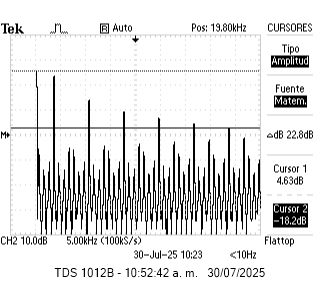 Tek R Auto Pos: 19.80kHz CURSORES
Tipo
Amplitud
Fuente
Matem.
M
△dB 22.8dB
Cursor 1
4.63dB
Cursor 2
-18.2dB
CH2 10.0dB 5.00kHz (100kS/s) Flattop
30-Jul-25 10:23 <10Hz
TDS 1012B - 10:52:42 a. m. 30/07/2025